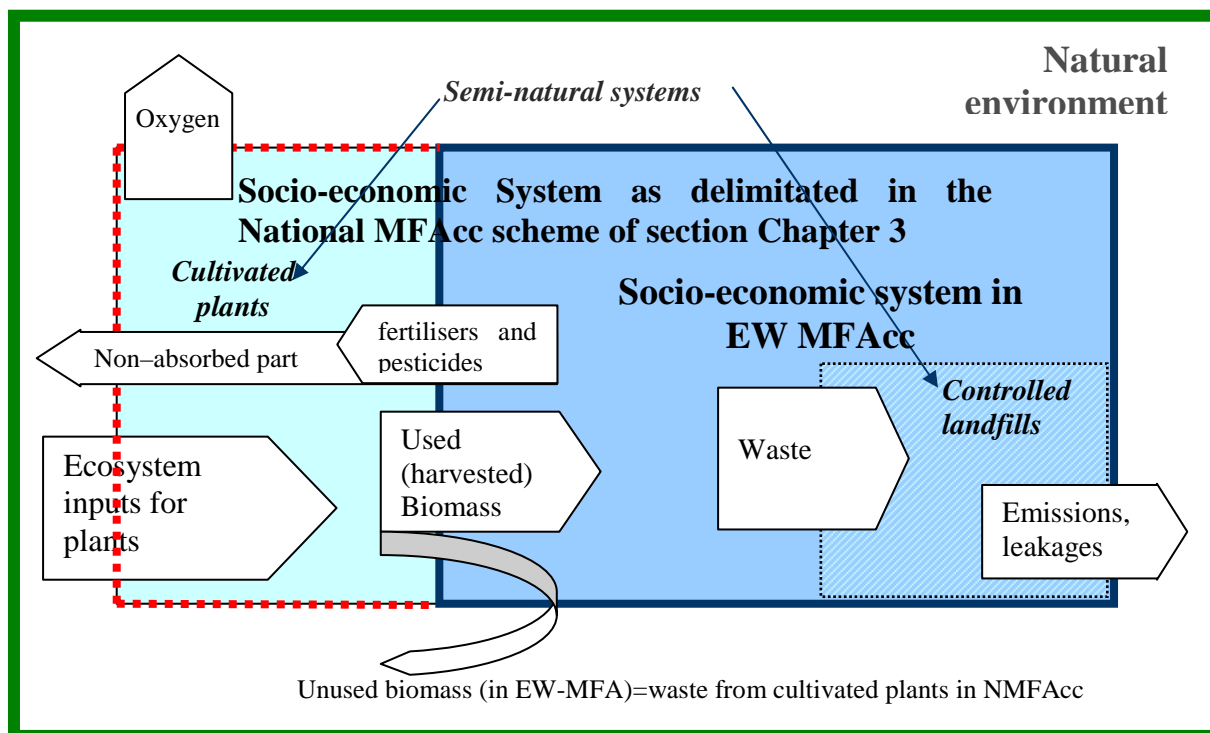 Natural
environment
Semi-natural systems
Oxygen
Socio-economic System as delimitated in the
National MFAcc scheme of section Chapter 3
Cultivated
plants
Socio-economic system in
EW MFAcc
fertilisers and
pesticides
Non–absorbed part
Controlled
landfills
Used
(harvested)
Biomass
Waste
Ecosystem
inputs for
plants
Emissions,
leakages
Unused biomass (in EW-MFA)=waste from cultivated plants in NMFAcc